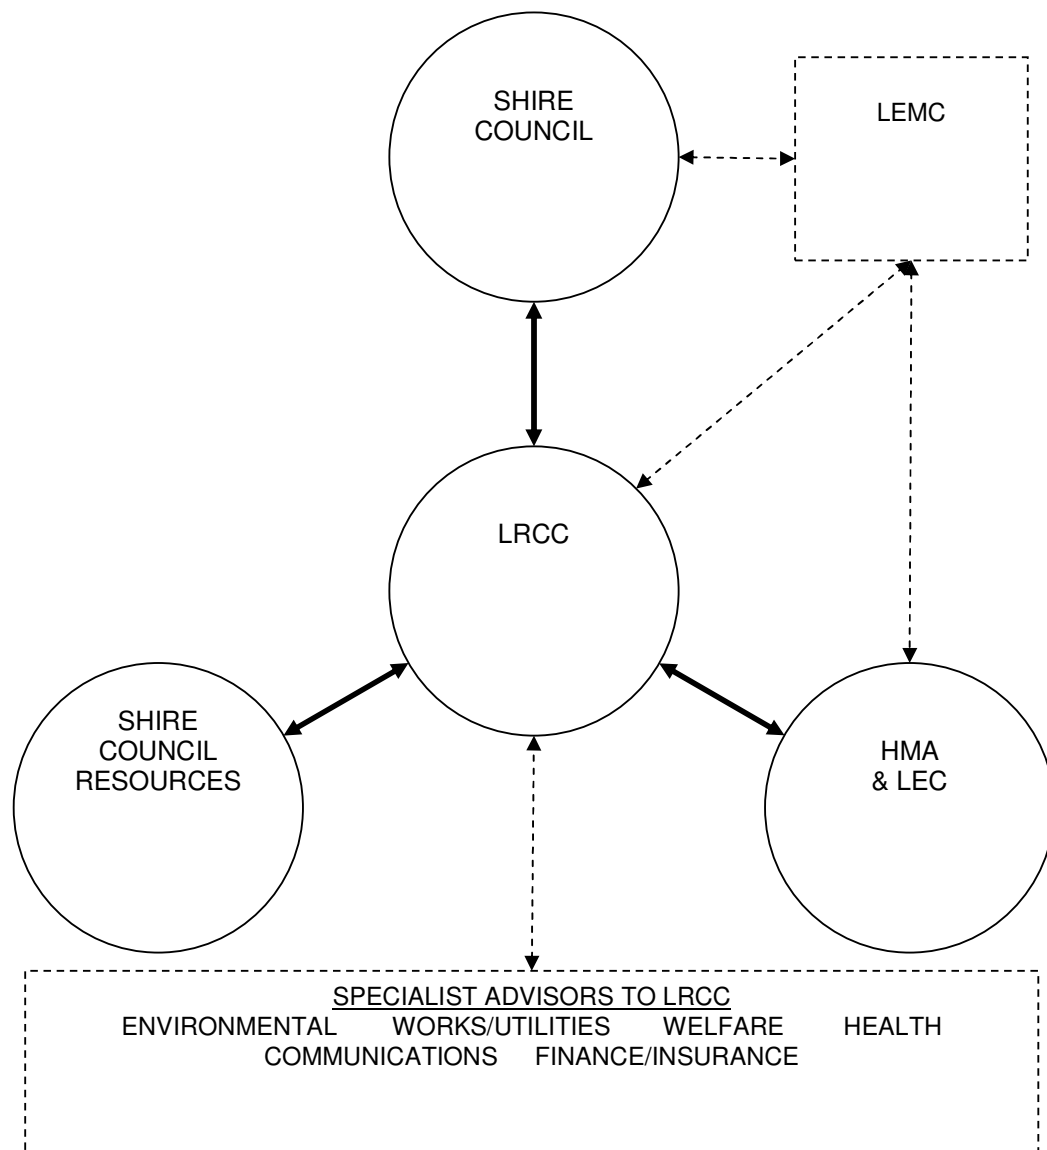 SHIRE
COUNCIL
LEMC
LRCC
SHIRE
COUNCIL
RESOURCES
HMA
& LEC
SPECIALIST ADVISORS TO LRCC
ENVIRONMENTAL WORKS/UTILITIES WELFARE HEALTH
COMMUNICATIONS FINANCE/INSURANCE